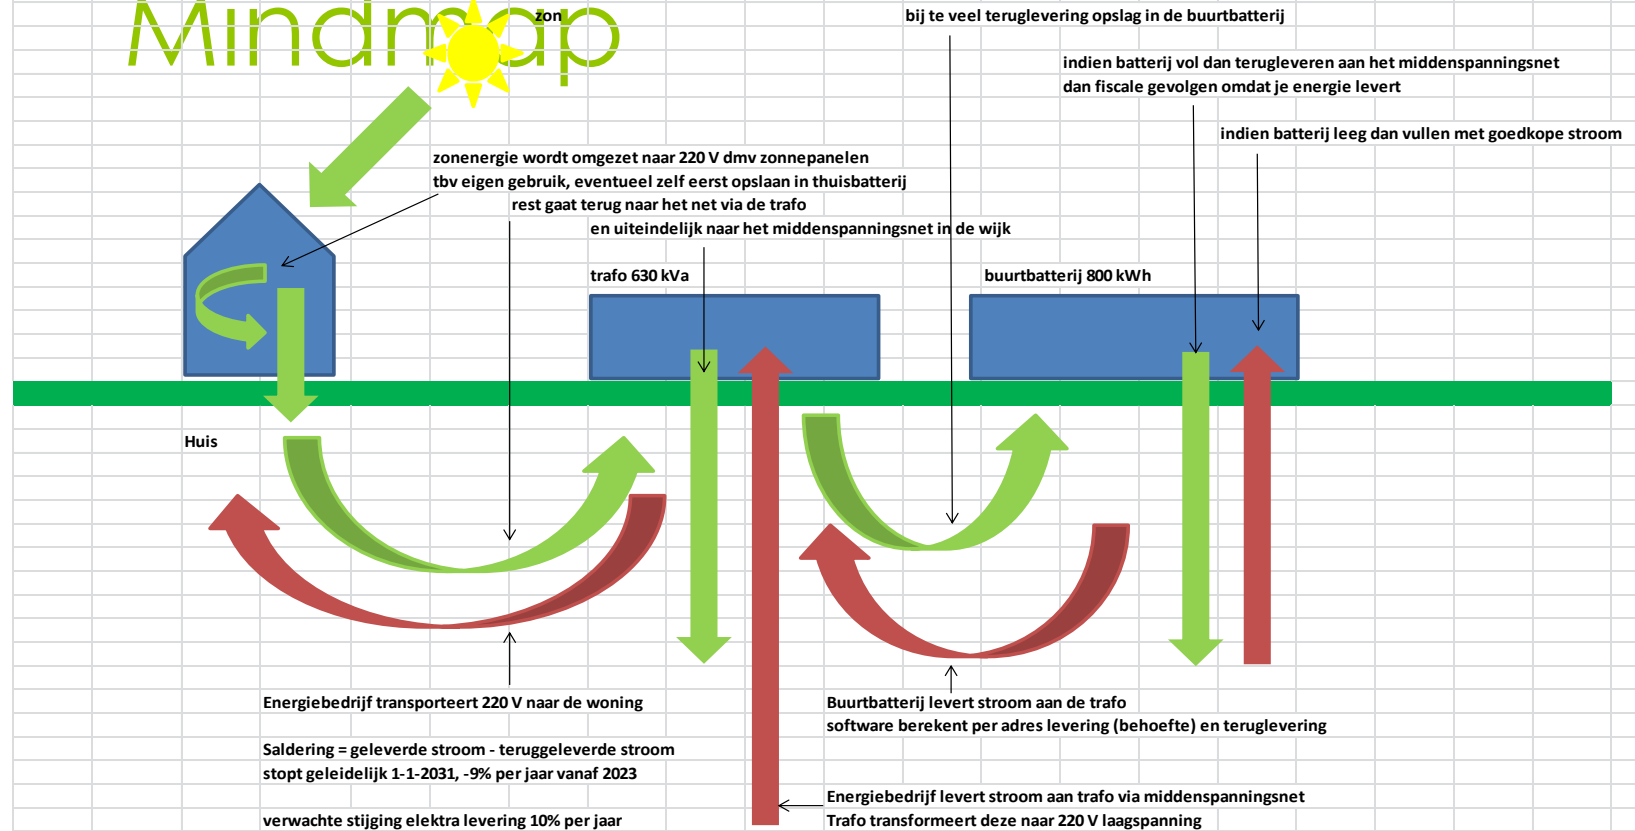 Mindmap
zon
bij te veel teruglevering opslag in de buurtbatterij
indien batterij vol dan terugleveren aan het middenspanningsnet
dan fiscale gevolgen omdat je energie levert
indien batterij leeg dan vullen met goedkope stroom
zonenergie wordt omgezet naar 220 V dmv zonnepanelen
tbv eigen gebruik, eventueel zelf eerst opslaan in thuisbatterij
rest gaat terug naar het net via de trafo
en uiteindelijk naar het middenspanningsnet in de wijk
trafo 630 kVa
buurtbatterij 800 kWh
Huis
Energiebedrijf transporteert 220 V naar de woning
Buurtbatterij levert stroom aan de trafo
software berekent per adres levering (behoefte) en teruglevering
Saldering = geleverde stroom - teruggeleverde stroom
stopt geleidelijk 1-1-2031, -9% per jaar vanaf 2023
Energiebedrijf levert stroom aan trafo via middenspanningsnet
Trafo transformeert deze naar 220 V laagspanning
verwachte stijging elektra levering 10% per jaar